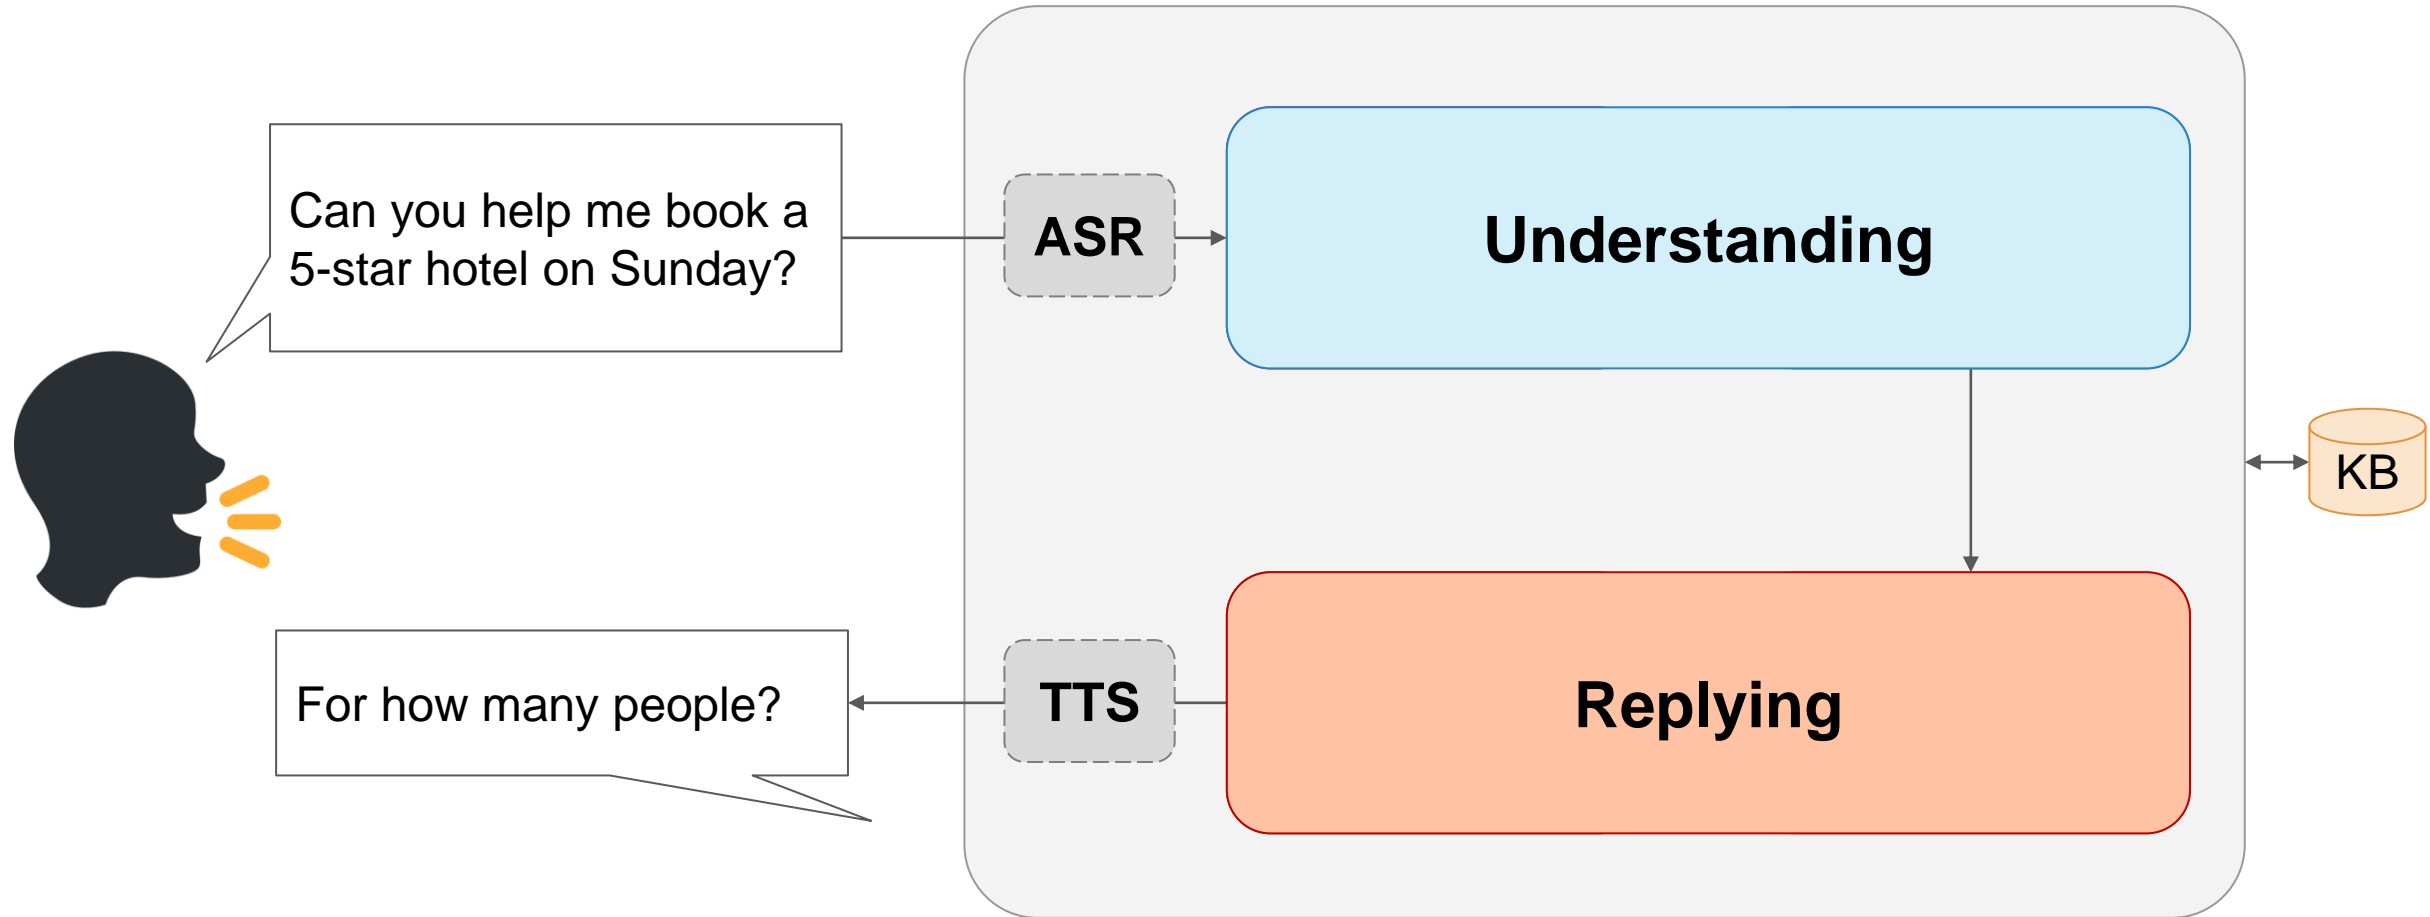 Can you help me book a
5-star hotel on Sunday?
ASR
Understanding
KB
For how many people?
TTS
Replying